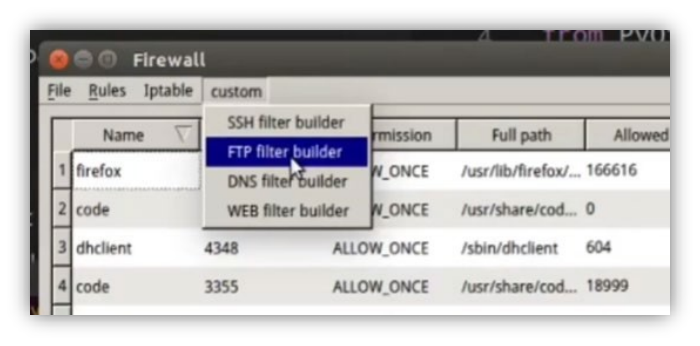 from PyQt
Firewall
File Rules Iptable custom
SSH filter builder
FTP filter builder
DNS filter builder
WEB filter builder
Name rmission Full path Allowed
1 firefox W_ONCE /usr/lib/firefox/... 166616
2 code W_ONCE /usr/share/cod... 0
3 dhclient 4348 ALLOW_ONCE /sbin/dhclient 604
4 code 3355 ALLOW_ONCE /usr/share/cod... 18999